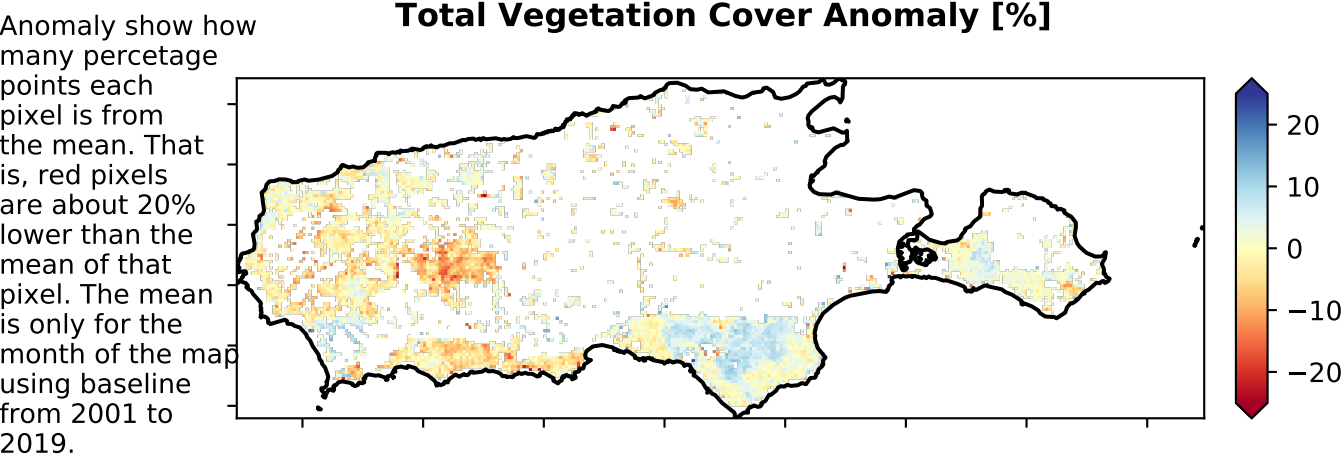 Total Vegetation Cover Anomaly [%]
Anomaly show how
many percetage
points each
pixel is from
the mean. That
is, red pixels
are about 20%
lower than the
mean of that
pixel. The mean
is only for the
month of the map
using baseline
from 2001 to
2019.
20
10
0
−10
−20